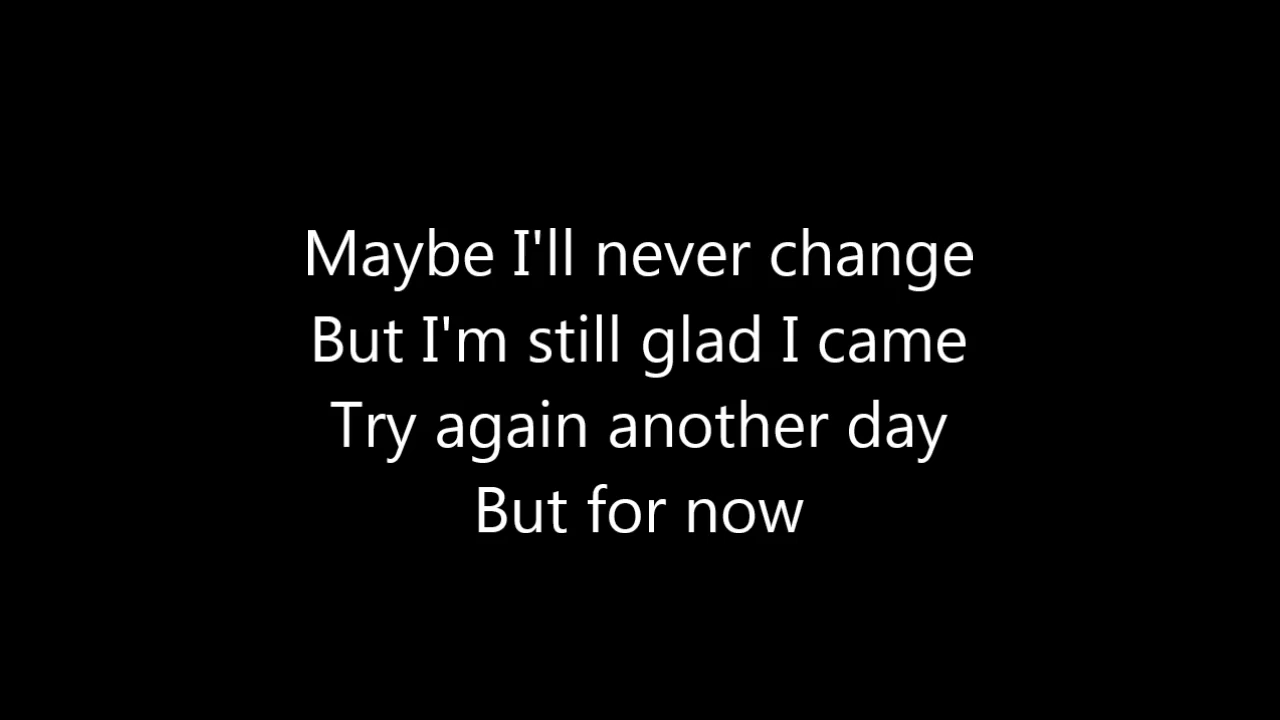 Maybe I'll never change
But I'm still glad I came
Try again another day
But for now